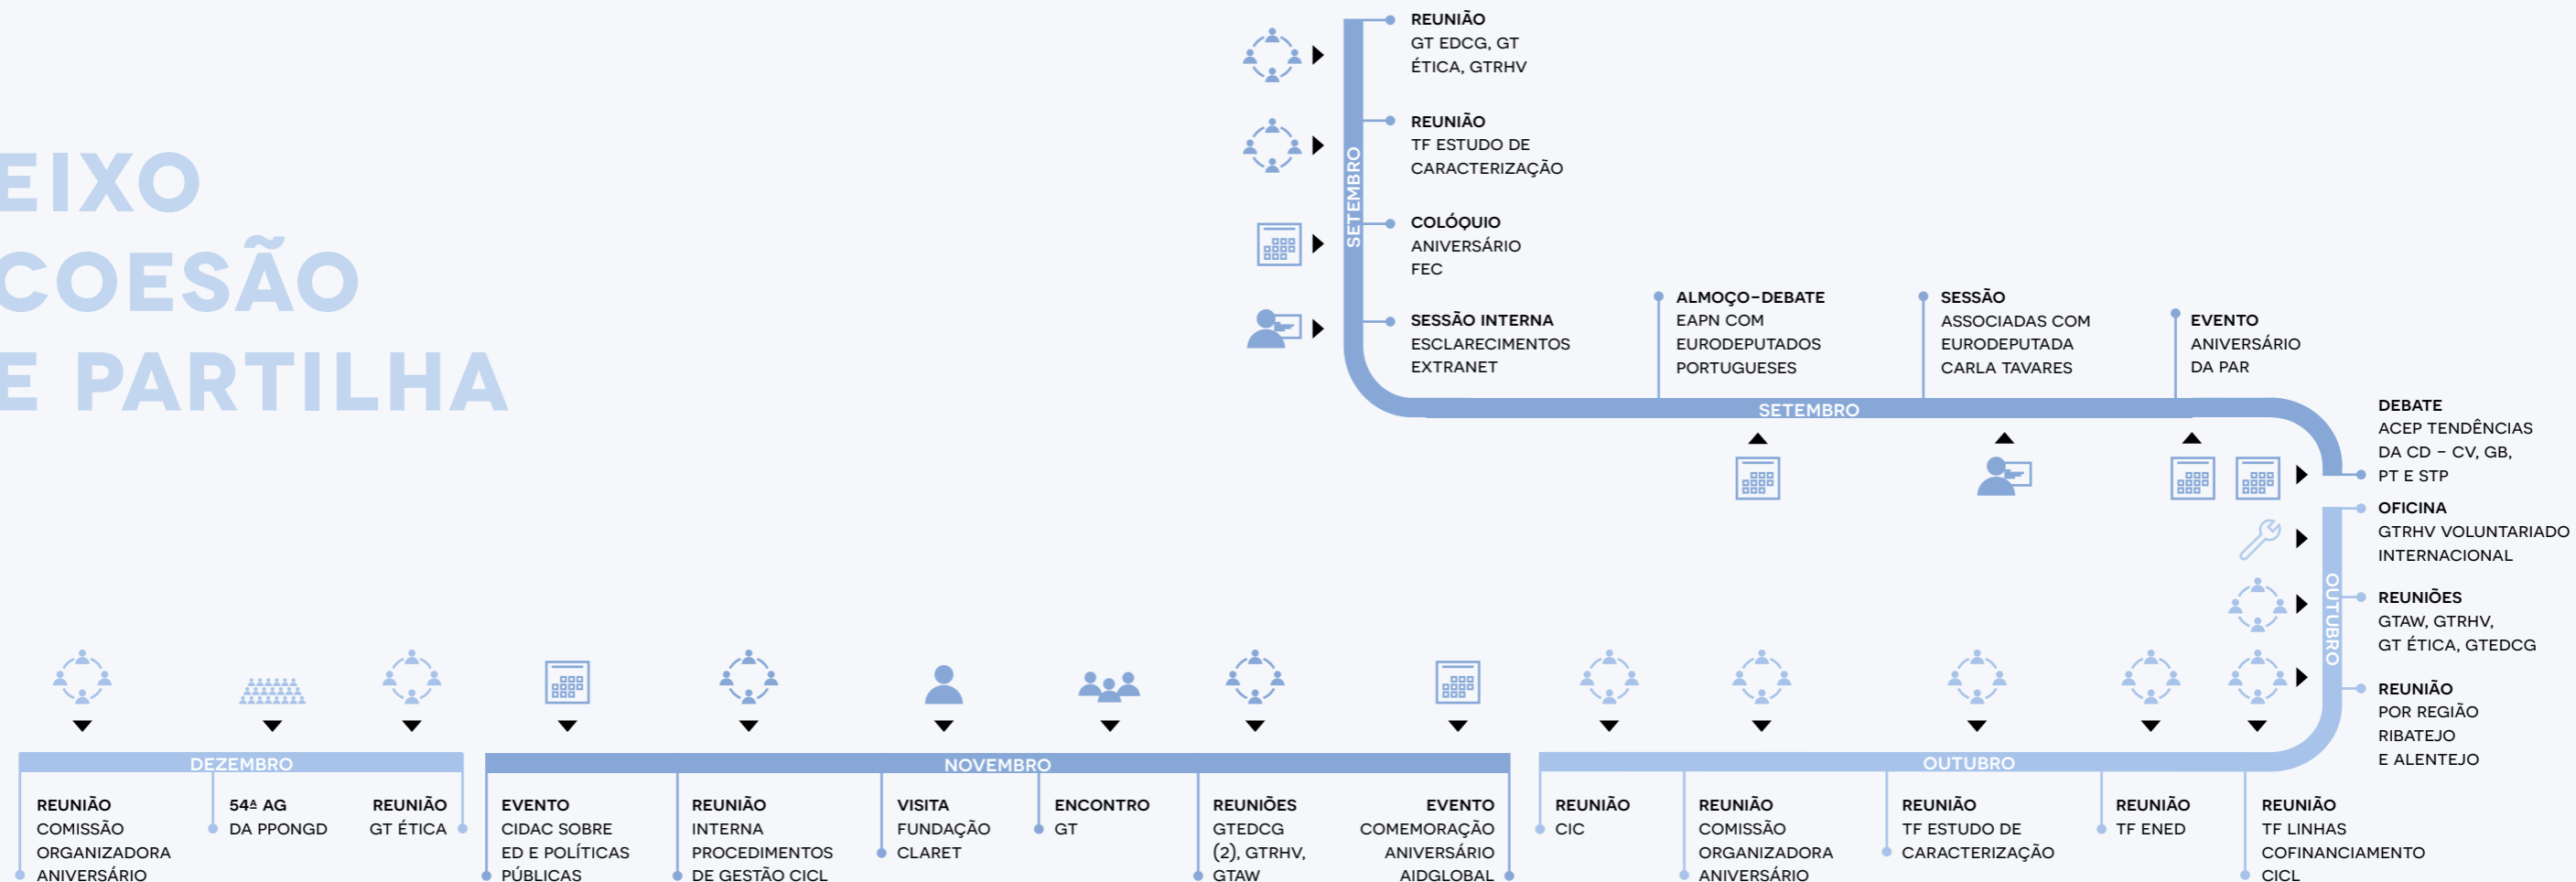 EIXO
COESÃO
E PARTILHA
REUNIÃO
GT EDCG, GT
ÉTICA, GTRHV
REUNIÃO
TF ESTUDO DE
CARACTERIZAÇÃO
COLÓQUIO
ANIVERSÁRIO
FEC
SESSÃO INTERNA
ESCLARECIMENTOS
EXTRANET
SETEMBRO
ALMOÇO-DEBATE
EAPN COM
EURODEPUTADOS
PORTUGUESES
SESSÃO
ASSOCIADAS COM
EURODEPUTADA
CARLA TAVARES
EVENTO
ANIVERSÁRIO
DA PAR
SETEMBRO
DEBATE
ACEP TENDÊNCIAS
DA CD - CV, GB,
PT E STP
OFICINA
GTRHV VOLUNTARIADO
INTERNACIONAL
REUNIÕES
GTAW, GTRHV,
GT ÉTICA, GTEDCG
REUNIÃO
POR REGIÃO
RIBATEJO
E ALENTEJO
OUTUBRO
DEZEMBRO
REUNIÃO
COMISSÃO
ORGANIZADORA
ANIVERSÁRIO
54ª AG
DA PPONGD
REUNIÃO
GT ÉTICA
NOVEMBRO
EVENTO
CIDAC SOBRE
ED E POLÍTICAS
PÚBLICAS
REUNIÃO
INTERNA
PROCEDIMENTOS
DE GESTÃO CICL
VISITA
FUNDAÇÃO
CLARET
ENCONTRO
GT
REUNIÕES
GTEDCG
(2), GTRHV,
GTAW
EVENTO
COMEMORAÇÃO
ANIVERSÁRIO
AIDGLOBAL
OUTUBRO
REUNIÃO
CIC
REUNIÃO
COMISSÃO
ORGANIZADORA
ANIVERSÁRIO
REUNIÃO
TF ESTUDO DE
CARACTERIZAÇÃO
REUNIÃO
TF ENED
REUNIÃO
TF LINHAS
COFINANCIAMENTO
CICL